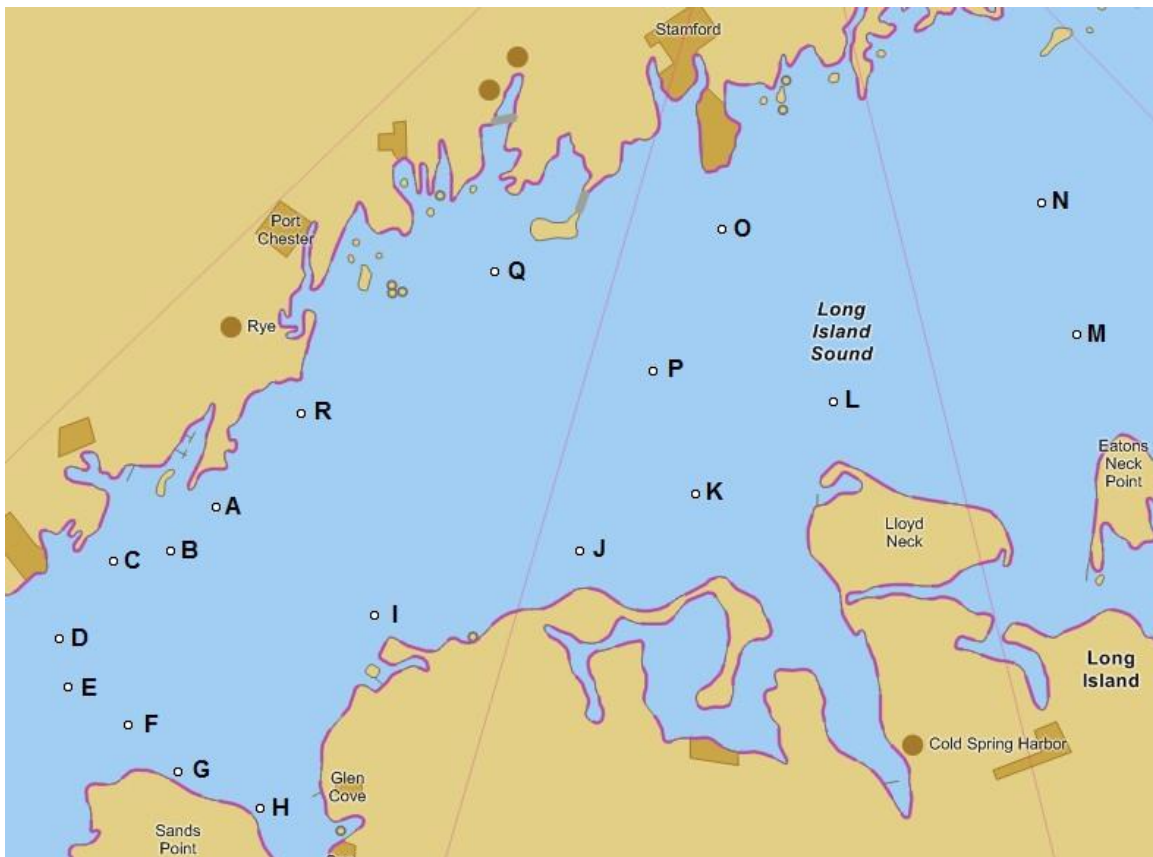 Stamford
N
Port
Chester
O
Q
Long
Island
Sound
Rye
M
P
L
R
Eatons
Neck
Point
K
A
Lloyd
Neck
B
J
C
I
D
Long
Island
E
F
Cold Spring Harbor
G
Glen
Cove
H
Sands
Point